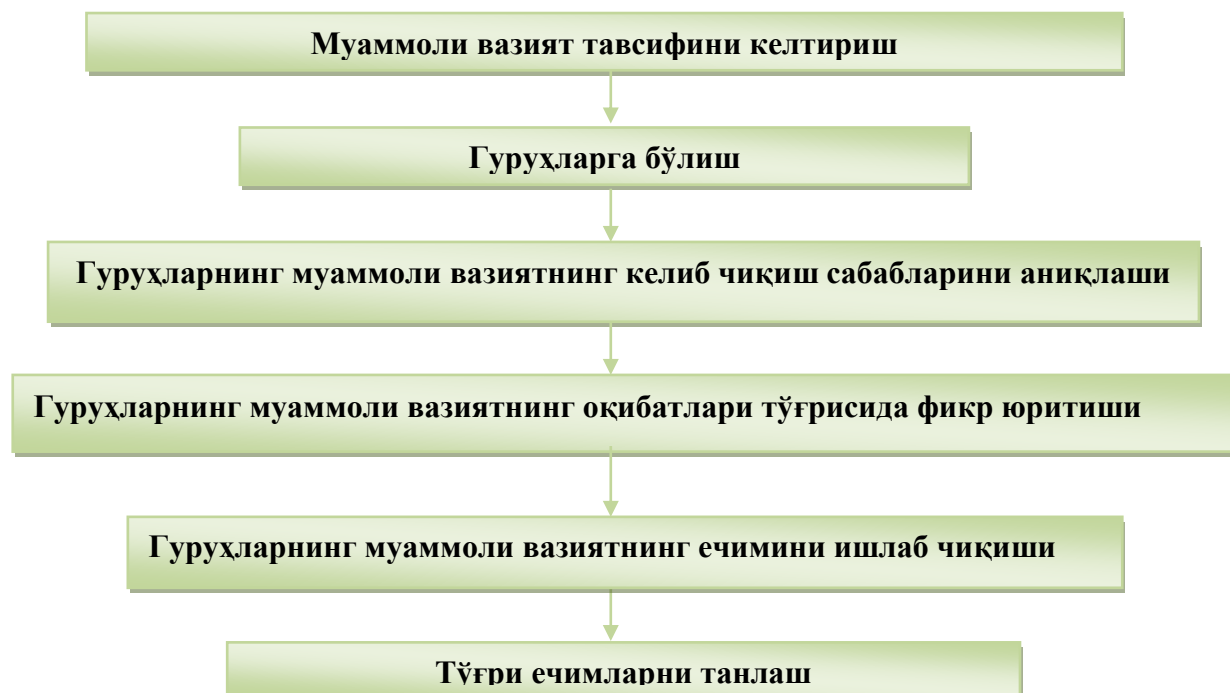 Муаммоли вазият тавсифини келтириш
Гуруҳларга бўлиш
Гуруҳларнинг муаммоли вазиятнинг келиб чиқиш сабабларини аниқлаши
Гуруҳларнинг муаммоли вазиятнинг оқибатлари тўғрисида фикр юритиши
Гуруҳларнинг муаммоли вазиятнинг ечимини ишлаб чиқиши
Тўғри ечимларни танлаш